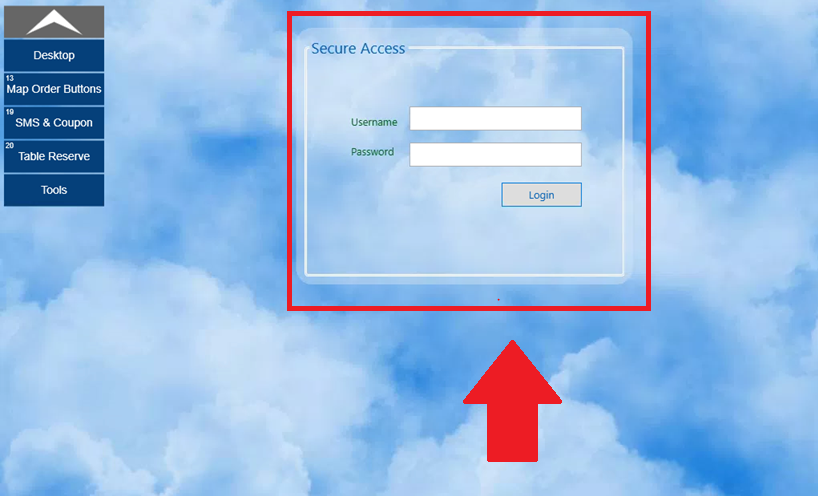 Desktop
13
Map Order Buttons
19
SMS & Coupon
20
Table Reserve
Tools
Secure Access
Username
Password
Login